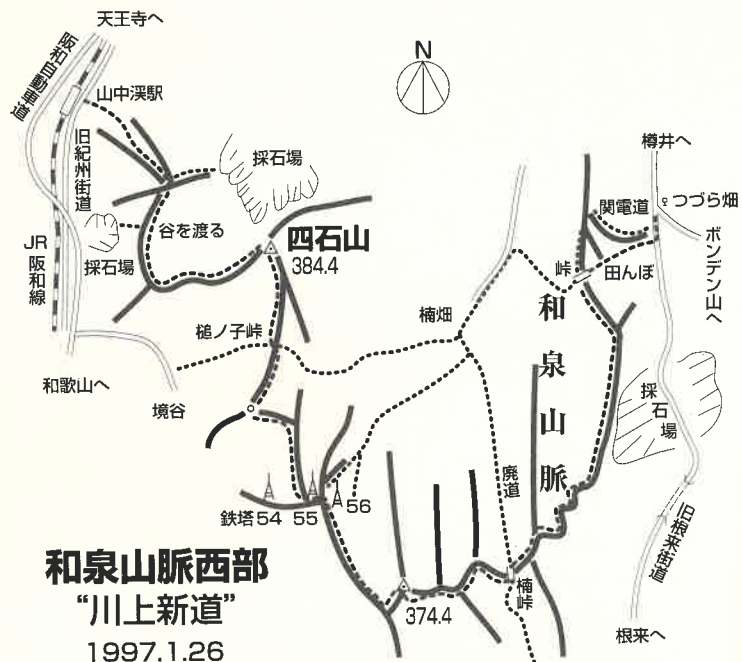 天王寺へ
阪和自動車道
山中渓駅
旧紀州街道
採石場
谷を渡る
採石場
JR阪和線
四石山
384.4
槌ノ子峠
和歌山へ
境谷
N
樽井へ
関電道
つづら畑
ボンデン山へ
峠
田んぼ
楠畑
和泉山脈
採石場
廃道
旧根来街道
鉄塔 54 55 56
楠峠
374.4
根来へ
和泉山脈西部
“川上新道”
1997.1.26